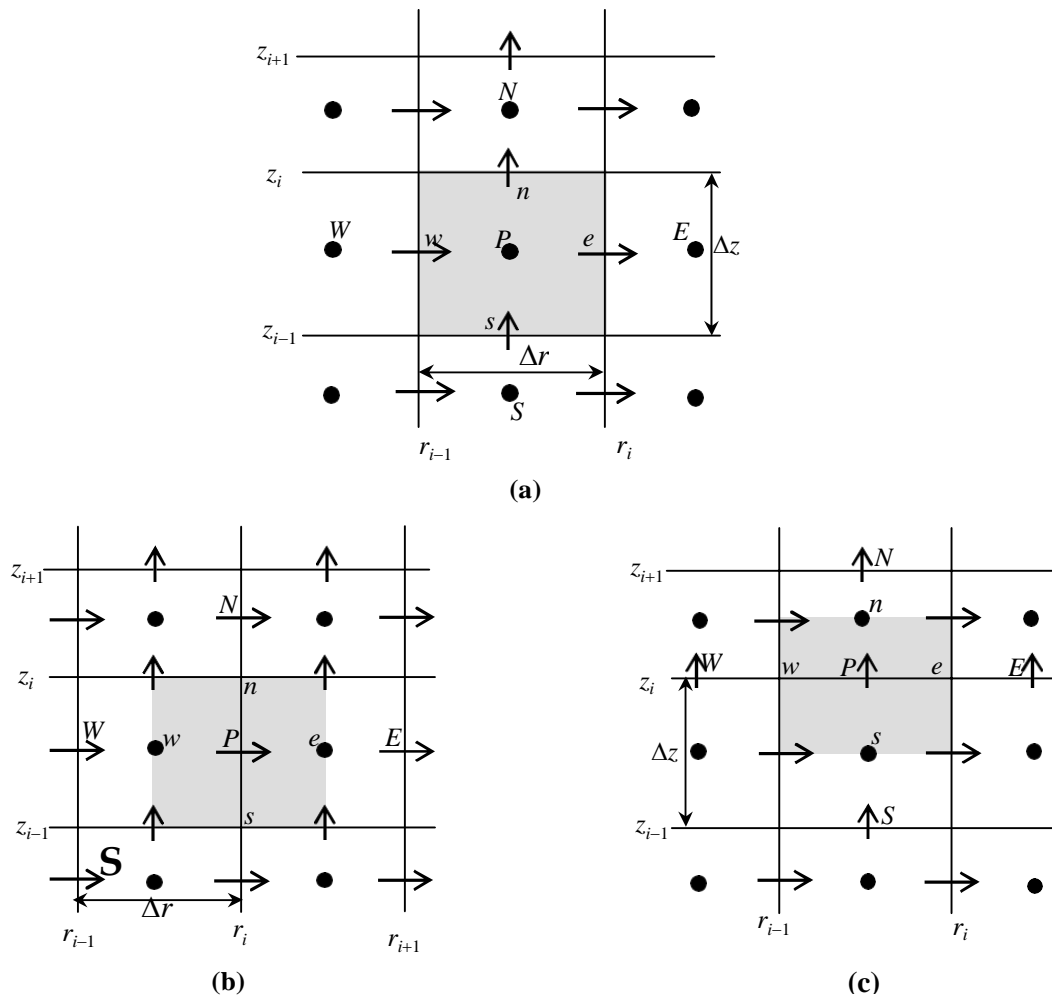 z_{i+1}
N
z_i
n
W w P e E Δz
z_{i−1}
s
Δr
S
r_{i−1} r_i
(a)
z_{i+1}
N
z_i
n
W w P e E
z_{i−1}
s
S
Δr
r_{i−1} r_i r_{i+1}
(b)
N
z_{i+1}
n
W w P e E
z_i
s
Δz
S
z_{i−1}
r_{i−1} r_i
(c)